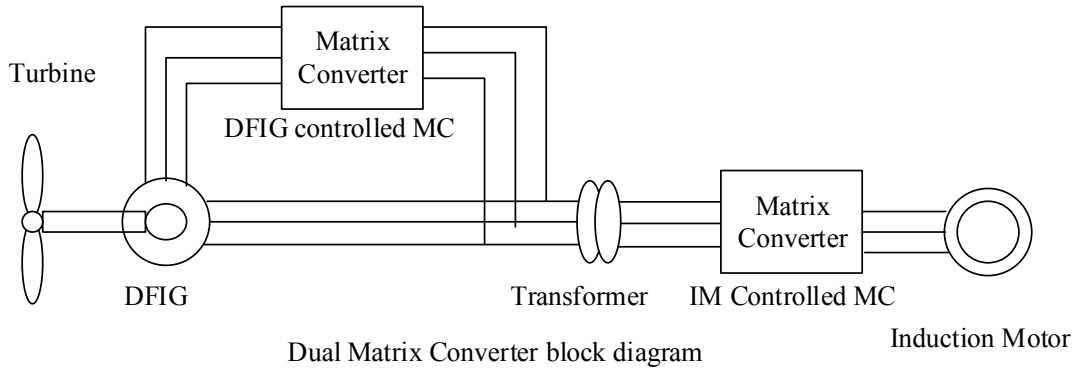 Matrix
Converter
Turbine
DFIG controlled MC
Matrix
Converter
DFIG
Transformer
IM Controlled MC
Induction Motor
Dual Matrix Converter block diagram